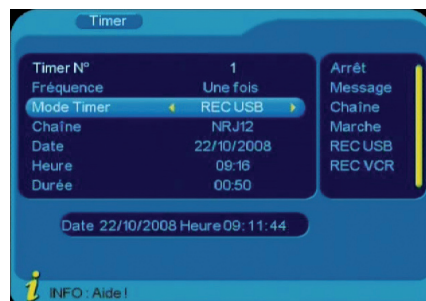 Timer
Timer N° 1
Fréquence Une fois
Mode Timer REC USB
Chaîne NRJ12
Date 22/10/2008
Heure 09:16
Durée 00:50
Arrêt
Message
Chaîne
Marche
REC USB
REC VCR
Date 22/10/2008 Heure 09:11:44
i INFO : Aide !